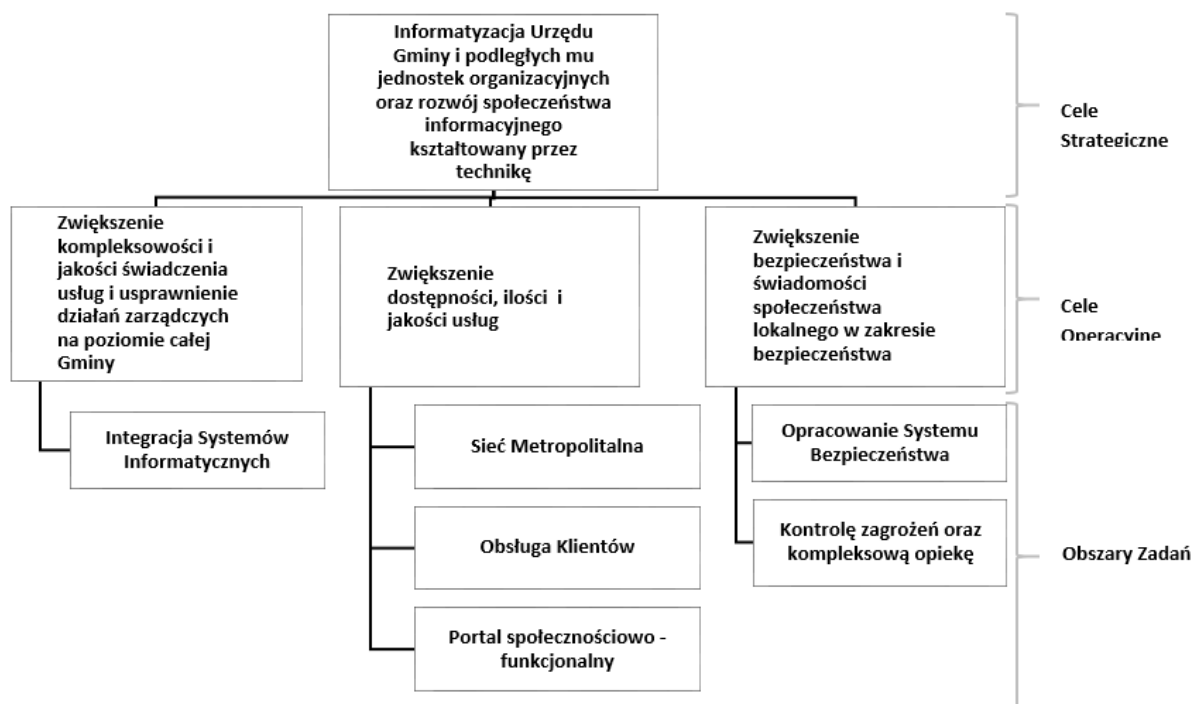 Informatyzacja Urzędu
Gminy i podległych mu
jednostek organizacyjnych
oraz rozwój społeczeństwa
informacyjnego
kształtowany przez
technikę
Cele
Strategiczne
Zwiększenie
kompleksowości i
jakości świadczenia
usług i usprawnienie
działań zarządczych
na poziomie całej
Gminy
Zwiększenie
dostępności, ilości i
jakości usług
Zwiększenie
bezpieczeństwa i
świadomości
społeczeństwa
lokalnego w zakresie
bezpieczeństwa
Cele
Operacyjne
Integracja Systemów
Informatycznych
Sieć Metropolitalna
Obsługa Klientów
Portal społecznościowo -
funkcjonalny
Opracowanie Systemu
Bezpieczeństwa
Kontrolę zagrożeń oraz
kompleksową opiekę
Obszary Zadań